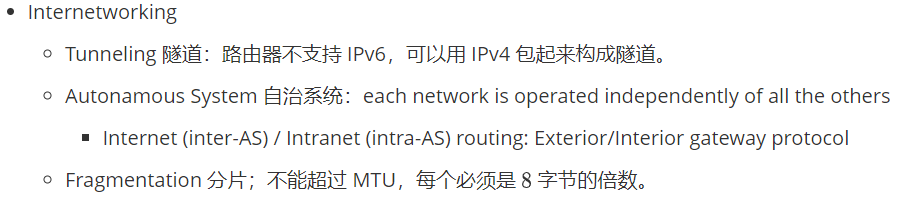 Internetworking
Tunneling 隧道：路由器不支持 IPv6，可以用 IPv4 包起来构成隧道。
Autonamous System 自治系统：each network is operated independently of all the others
Internet (inter-AS) / Intranet (intra-AS) routing: Exterior/Interior gateway protocol
Fragmentation 分片；不能超过 MTU，每个必须是 8 字节的倍数。